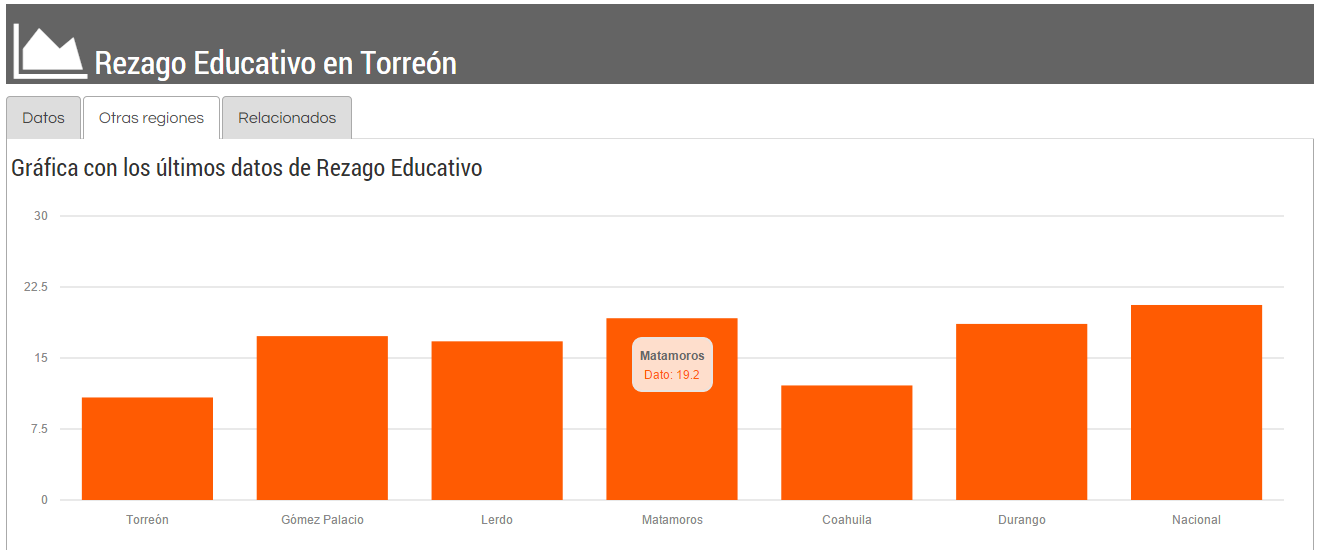 Rezago Educativo en Torreón
Datos Otras regiones Relacionados
Gráfica con los últimos datos de Rezago Educativo
30
22.5
15
7.5
0
Matamoros
Dato: 19.2
Torreón Gómez Palacio Lerdo Matamoros Coahuila Durango Nacional